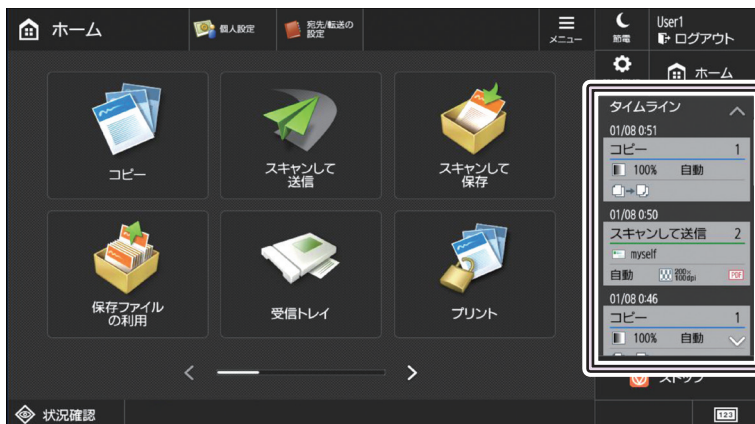 ホーム
個人設定
宛先/転送の
設定
メニュー
節電
User1
ログアウト
ホーム
コピー
スキャンして
送信
スキャンして
保存
保存ファイル
の利用
受信トレイ
プリント
タイムライン
01/08 0:51
コピー 1
100% 自動
01/08 0:50
スキャンして送信 2
myself
自動 200×
100dpi PDF
01/08 0:46
コピー 1
100% 自動
ストップ
状況確認
123